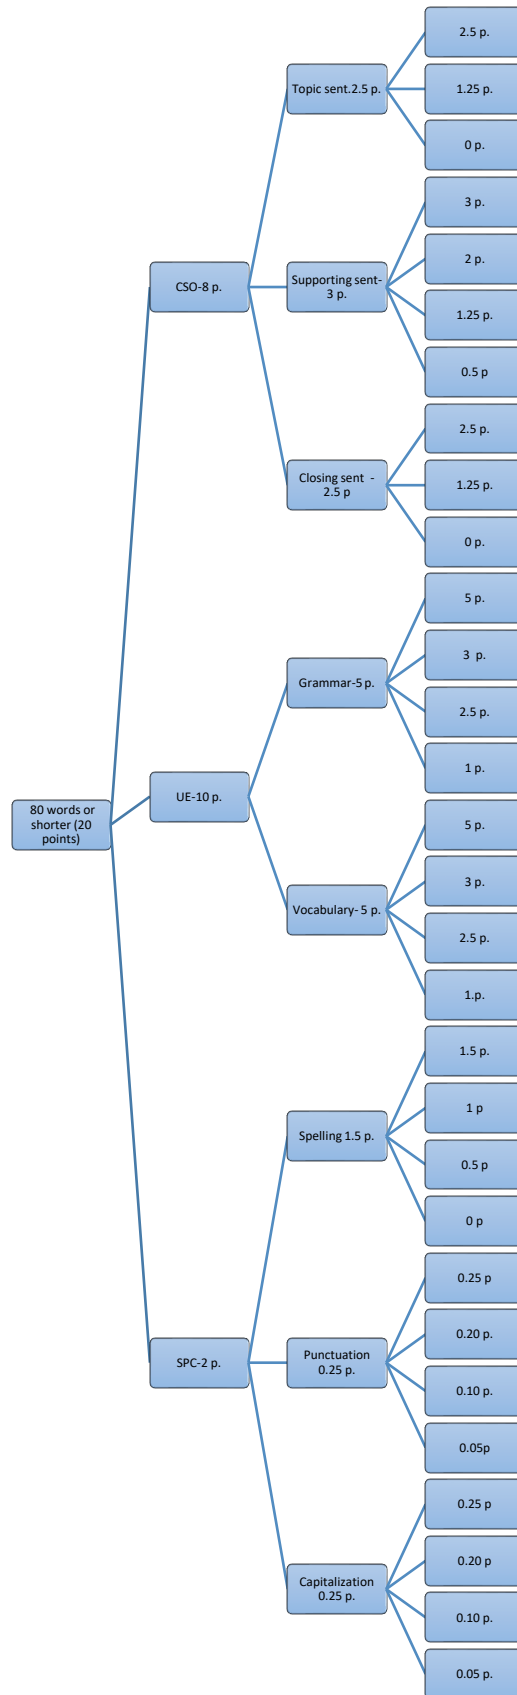 2.5 p.
Topic sent.2.5 p.
1.25 p.
0 p.
3 p.
CSO-8 p.
Supporting sent-
3 p.
2 p.
1.25 p.
0.5 p
2.5 p.
Closing sent -
2.5 p
1.25 p.
0 p.
5 p.
Grammar-5 p.
3 p.
2.5 p.
1 p.
80 words or
shorter (20
points)
UE-10 p.
5 p.
Vocabulary- 5 p.
3 p.
2.5 p.
1.p.
1.5 p.
Spelling 1.5 p.
1 p
0.5 p
0 p
0.25 p
SPC-2 p.
Punctuation
0.25 p.
0.20 p.
0.10 p.
0.05p
0.25 p
Capitalization
0.25 p.
0.20 p
0.10 p.
0.05 p.